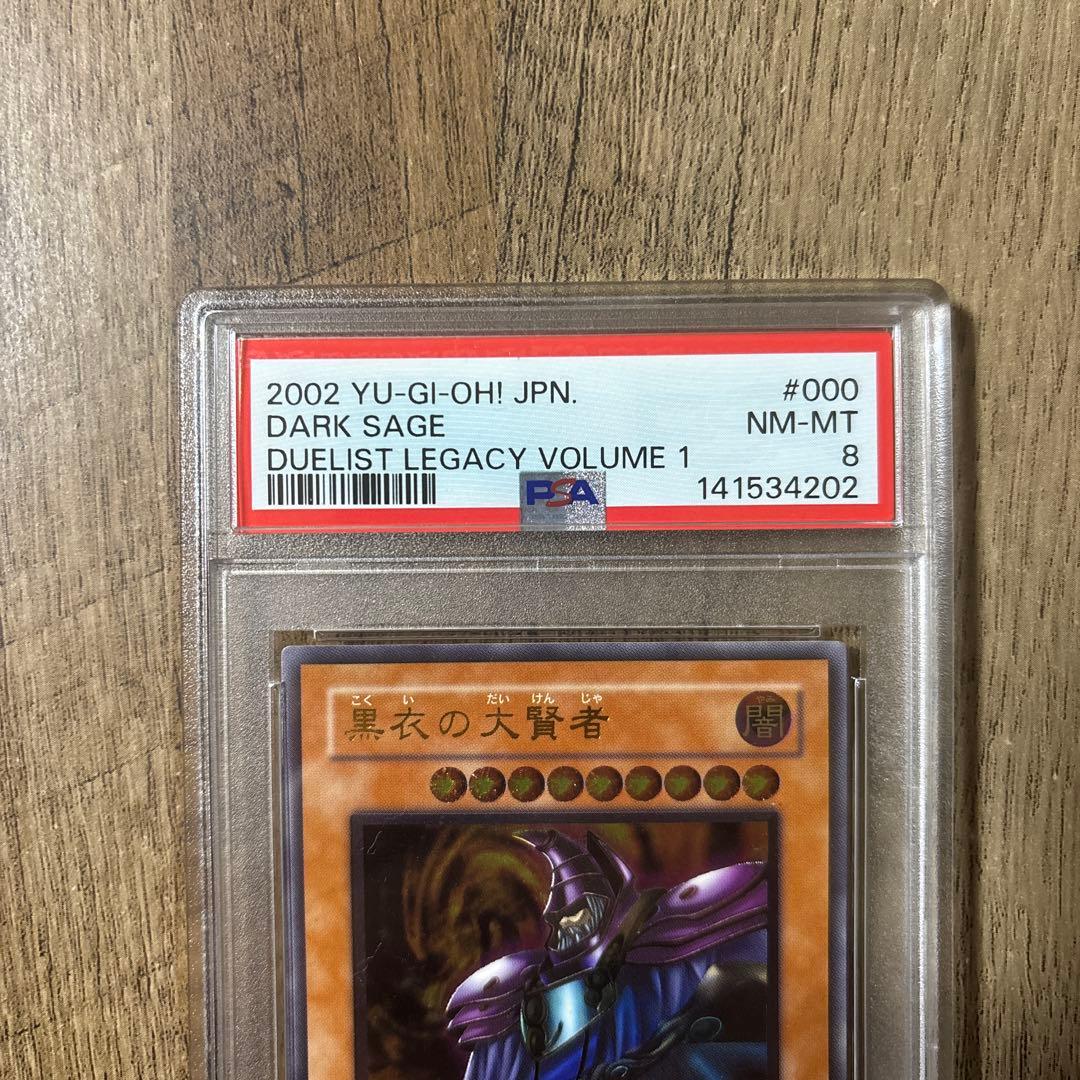 2002 YU-GI-OH! JPN. #000
DARK SAGE NM-MT
DUELIST LEGACY VOLUME 1 8
PSA 141534202
こく い だい けん じゃ
黒衣の大賢者
やみ
闇